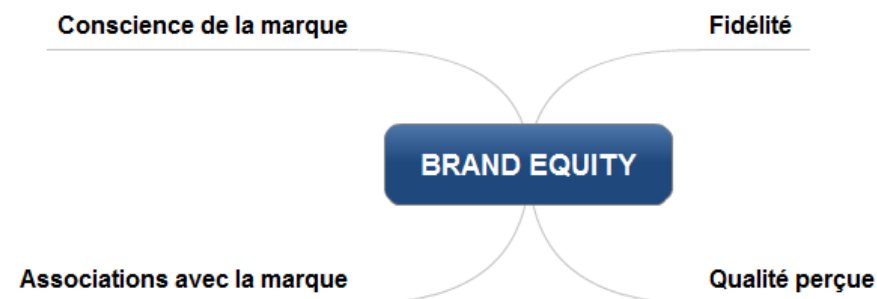 Conscience de la marque
Fidélité
BRAND EQUITY
Associations avec la marque
Qualité perçue